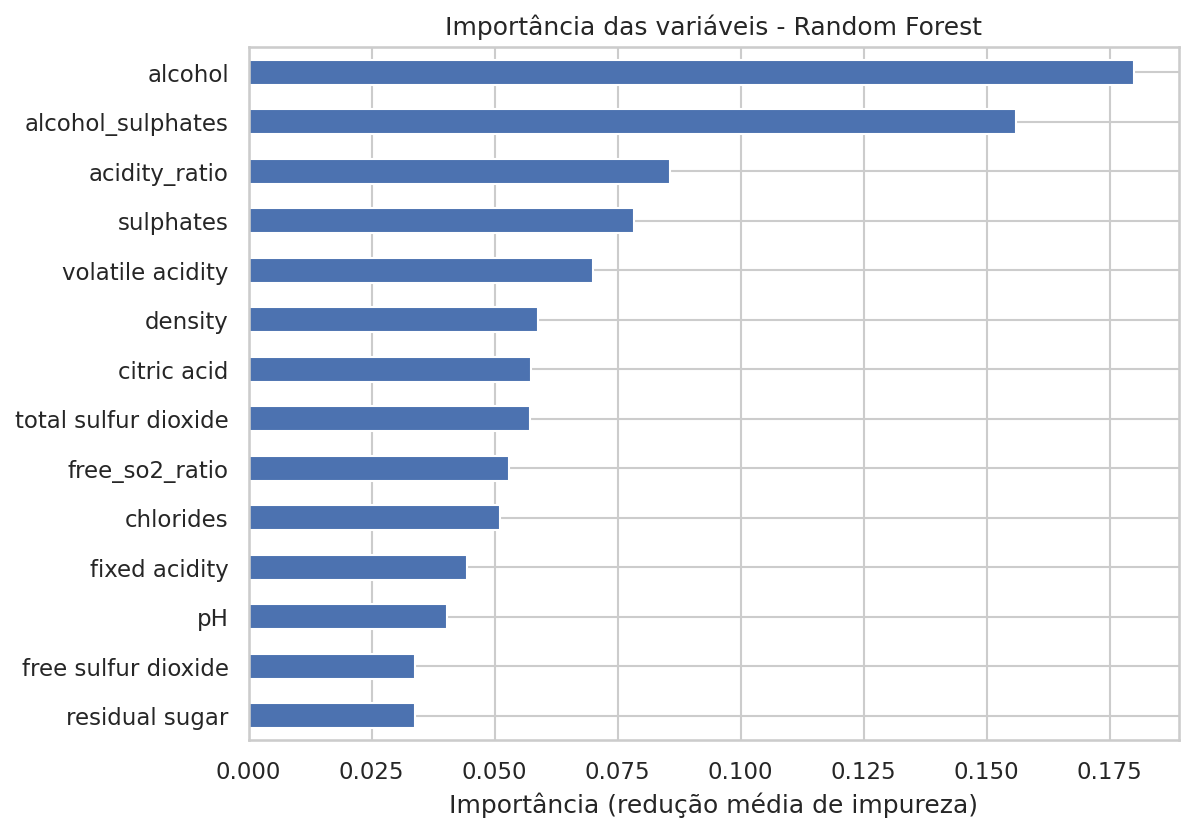 Importância das variáveis - Random Forest
alcohol
alcohol_sulphates
acidity_ratio
sulphates
volatile acidity
density
citric acid
total sulfur dioxide
free_so2_ratio
chlorides
fixed acidity
pH
free sulfur dioxide
residual sugar
0.000 0.025 0.050 0.075 0.100 0.125 0.150 0.175
Importância (redução média de impureza)